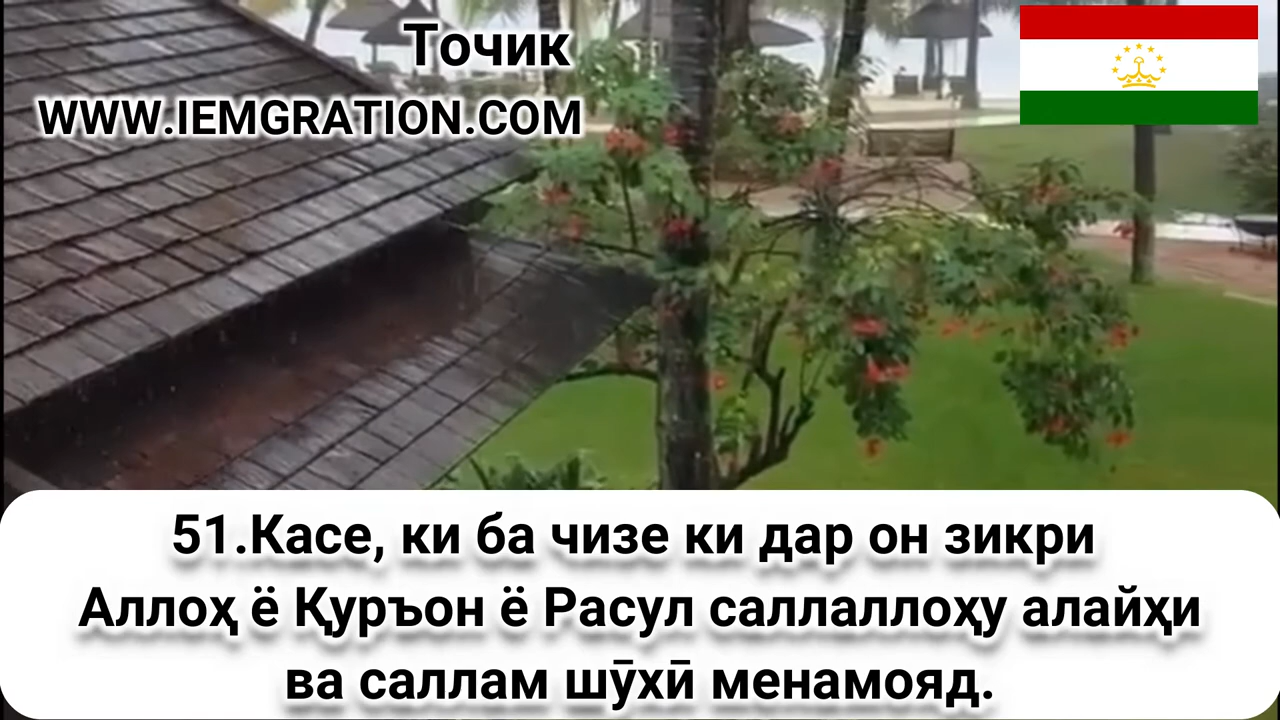 Точик
WWW.IEMGRATION.COM
51.Касе, ки ба чизе ки дар он зикри
Аллоҳ ё Қуръон ё Расул саллаллоҳу алайҳи
ва саллам шӯхӣ менамояд.